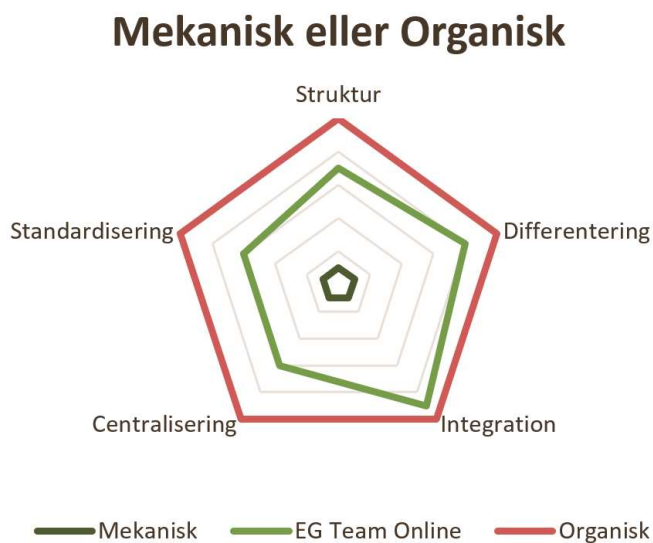 Mekanisk eller Organisk
Struktur
Standardisering
Differentering
Centralisering
Integration
Mekanisk
EG Team Online
Organisk